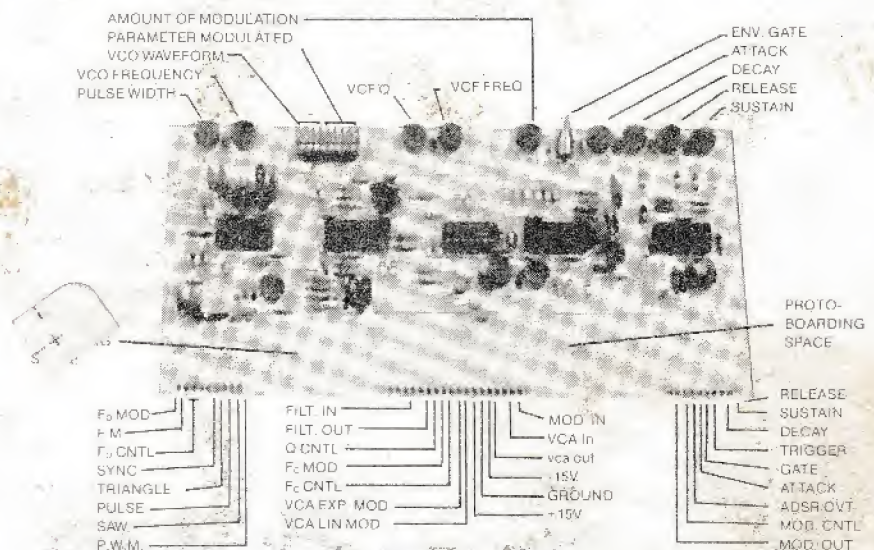 AMOUNT OF MODULATION
PARAMETER MODULATED
VCO WAVEFORM
VCO FREQUENCY
PULSE WIDTH
VCF Q
VCF FREQ
ENV. GATE
ATTACK
DECAY
RELEASE
SUSTAIN
PROTO-
BOARDING
SPACE
F₀ MOD
F.M.
F₀ CNTL
SYNC
TRIANGLE
PULSE
SAW.
P.W.M.
FILT. IN
FILT. OUT
Q CNTL
Fc MOD
Fc CNTL
VCA EXP. MOD
VCA LIN MOD
MOD IN
VCA In
vca out
15V
GROUND
+15V
RELEASE
SUSTAIN
DECAY
TRIGGER
GATE
ATTACK
ADSR OUT
MOD. CNTL
MOD. OUT